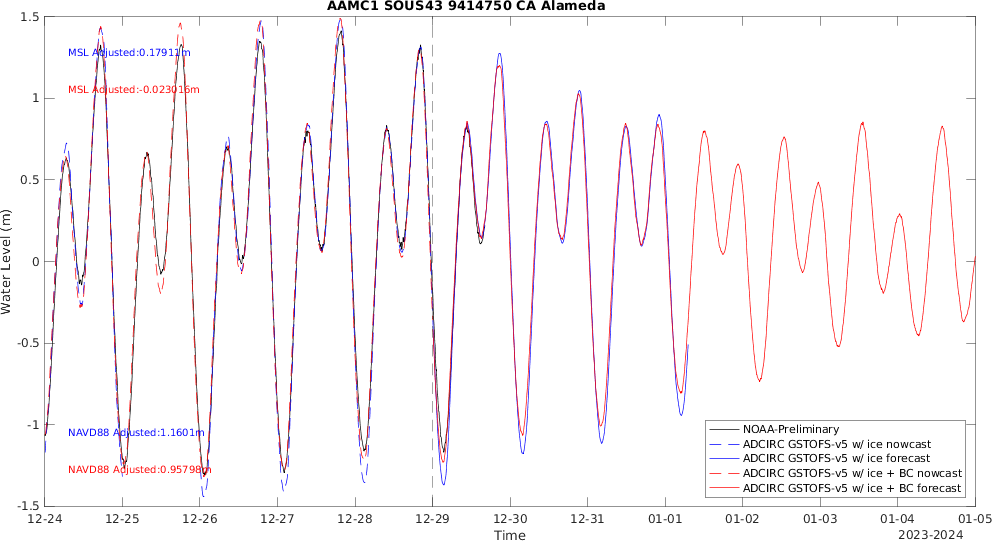 AAMC1 SOUS43 9414750 CA Alameda
1.5
1
0.5
0
-0.5
-1
-1.5
Water Level (m)
MSL Adjusted:0.17911m
MSL Adjusted:-0.023016m
NAVD88 Adjusted:1.1601m
NAVD88 Adjusted:0.95798m
NOAA-Preliminary
ADCIRC GSTOFS-v5 w/ ice nowcast
ADCIRC GSTOFS-v5 w/ ice forecast
ADCIRC GSTOFS-v5 w/ ice + BC nowcast
ADCIRC GSTOFS-v5 w/ ice + BC forecast
12-24 12-25 12-26 12-27 12-28 12-29 12-30 12-31 01-01 01-02 01-03 01-04 01-05
Time
2023-2024